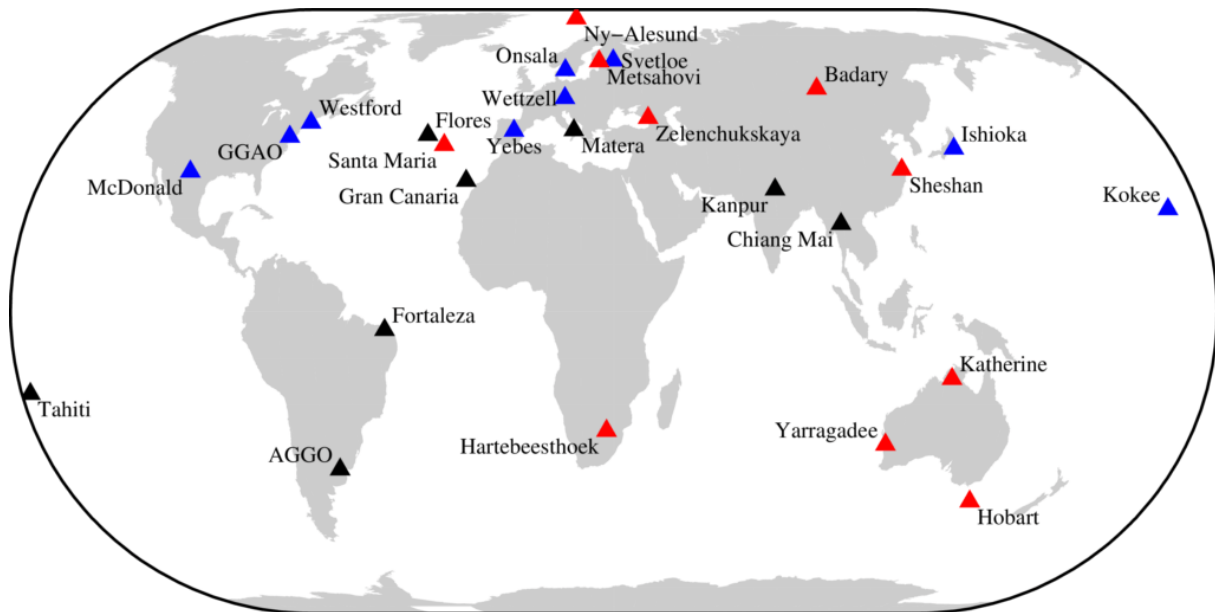 Ny−Alesund
Onsala
Svetloe
Metsahovi
Badary
Wettzell
Westford
Flores
Zelenchukskaya
Ishioka
GGAO
Santa Maria
Yebes
Matera
McDonald
Gran Canaria
Sheshan
Kanpur
Kokee
Chiang Mai
Fortaleza
Katherine
Tahiti
Yarragadee
Hartebeesthoek
AGGO
Hobart